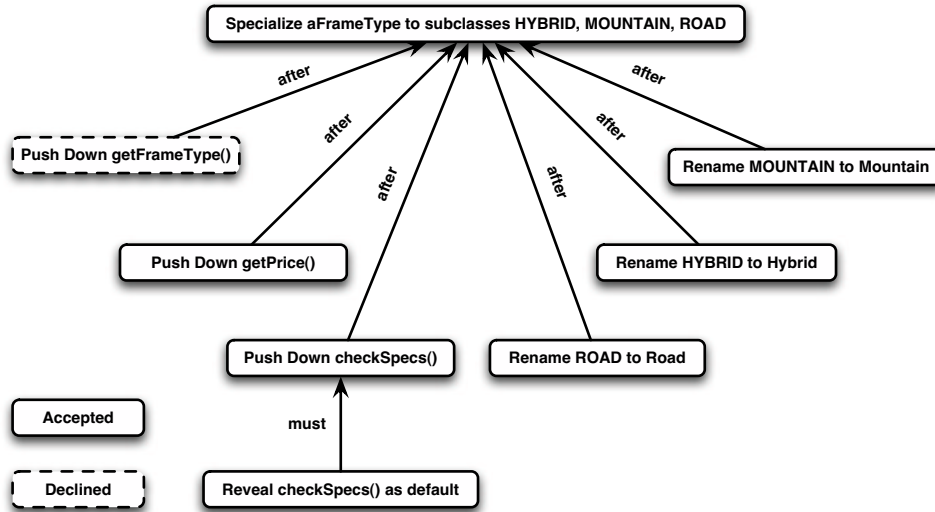 Specialize aFrameType to subclasses HYBRID, MOUNTAIN, ROAD
after
after
after
after
after
after
Push Down getFrameType()
Rename MOUNTAIN to Mountain
Push Down getPrice()
Rename HYBRID to Hybrid
Push Down checkSpecs()
Rename ROAD to Road
Accepted
must
Declined
Reveal checkSpecs() as default